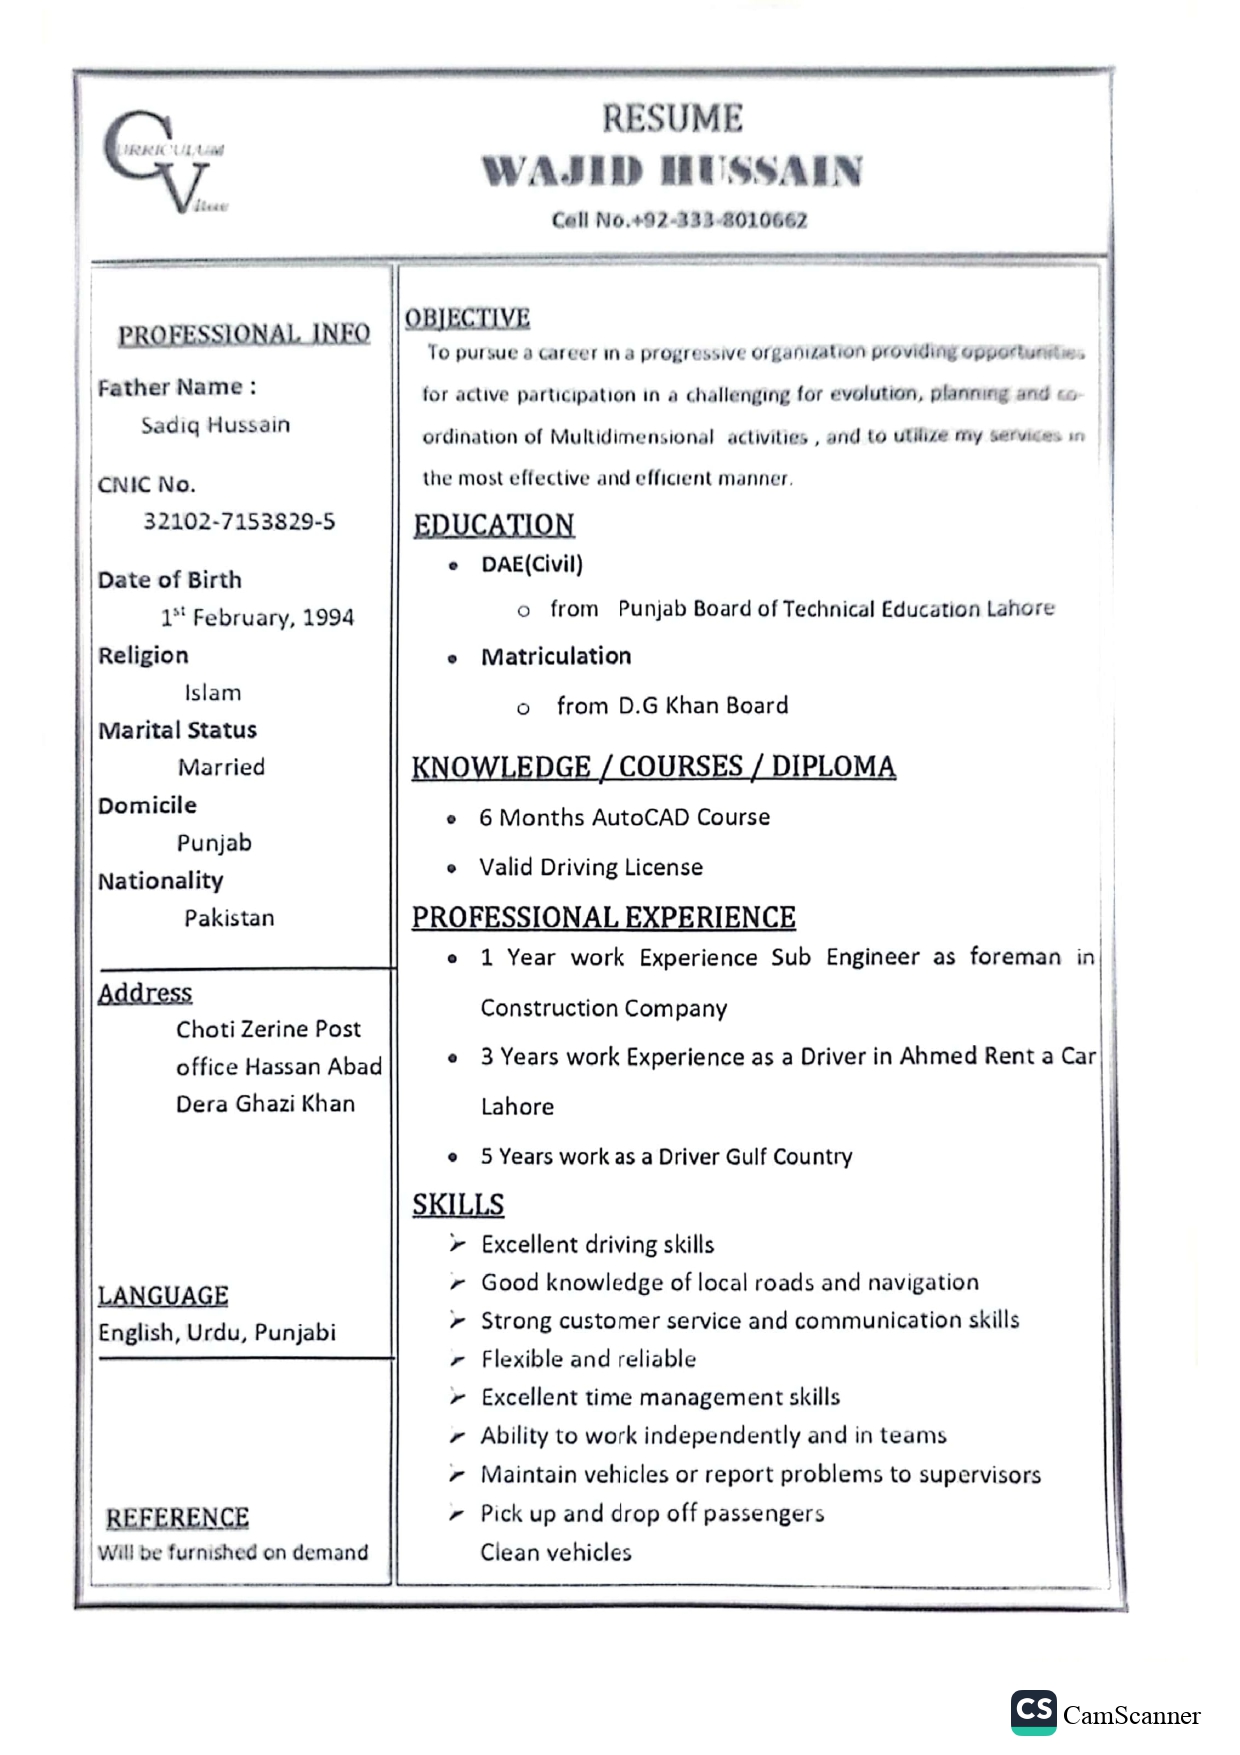 CURRICULUM
Vitae
RESUME
WAJID HUSSAIN
Cell No.+92-333-8010662
PROFESSIONAL INFO
Father Name :
Sadiq Hussain
CNIC No.
32102-7153829-5
Date of Birth
1st February, 1994
Religion
Islam
Marital Status
Married
Domicile
Punjab
Nationality
Pakistan
Address
Choti Zerine Post
office Hassan Abad
Dera Ghazi Khan
LANGUAGE
English, Urdu, Punjabi
REFERENCE
Will be furnished on demand
OBJECTIVE
To pursue a career in a progressive organization providing opportunities
for active participation in a challenging for evolution, planning and co-
ordination of Multidimensional activities , and to utilize my services in
the most effective and efficient manner.
EDUCATION
• DAE(Civil)
o from Punjab Board of Technical Education Lahore
• Matriculation
o from D.G Khan Board
KNOWLEDGE / COURSES / DIPLOMA
• 6 Months AutoCAD Course
• Valid Driving License
PROFESSIONAL EXPERIENCE
• 1 Year work Experience Sub Engineer as foreman in
Construction Company
• 3 Years work Experience as a Driver in Ahmed Rent a Car
Lahore
• 5 Years work as a Driver Gulf Country
SKILLS
➢ Excellent driving skills
➢ Good knowledge of local roads and navigation
➢ Strong customer service and communication skills
➢ Flexible and reliable
➢ Excellent time management skills
➢ Ability to work independently and in teams
➢ Maintain vehicles or report problems to supervisors
➢ Pick up and drop off passengers
Clean vehicles
CS CamScanner